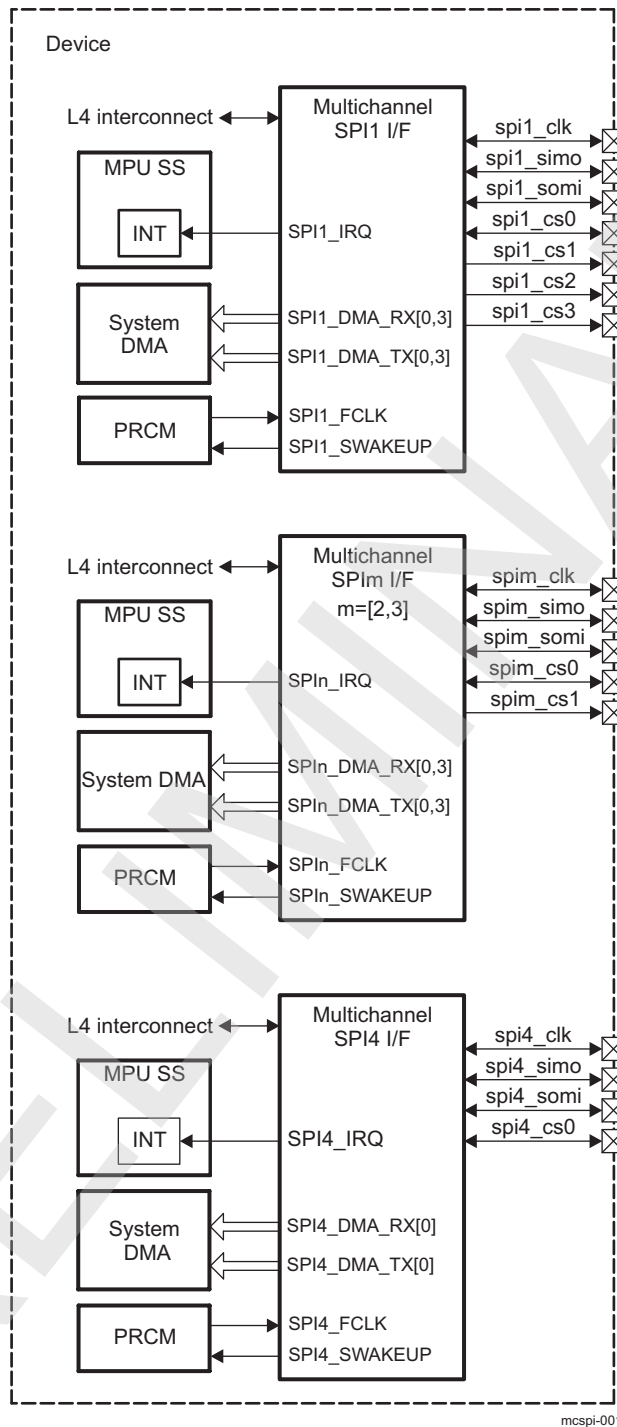 Device
L4 interconnect
Multichannel
SPI1 I/F
MPU SS
INT
SPI1_IRQ
System
DMA
SPI1_DMA_RX[0,3]
SPI1_DMA_TX[0,3]
PRCM
SPI1_FCLK
SPI1_SWAKEUP
spi1_clk
spi1_simo
spi1_somi
spi1_cs0
spi1_cs1
spi1_cs2
spi1_cs3
L4 interconnect
Multichannel
SPIm I/F
m=[2,3]
MPU SS
INT
SPIn_IRQ
System DMA
SPIn_DMA_RX[0,3]
SPIn_DMA_TX[0,3]
PRCM
SPIn_FCLK
SPIn_SWAKEUP
spim_clk
spim_simo
spim_somi
spim_cs0
spim_cs1
L4 interconnect
Multichannel
SPI4 I/F
MPU SS
INT
SPI4_IRQ
System
DMA
SPI4_DMA_RX[0]
SPI4_DMA_TX[0]
PRCM
SPI4_FCLK
SPI4_SWAKEUP
spi4_clk
spi4_simo
spi4_somi
spi4_cs0
mcspi-001